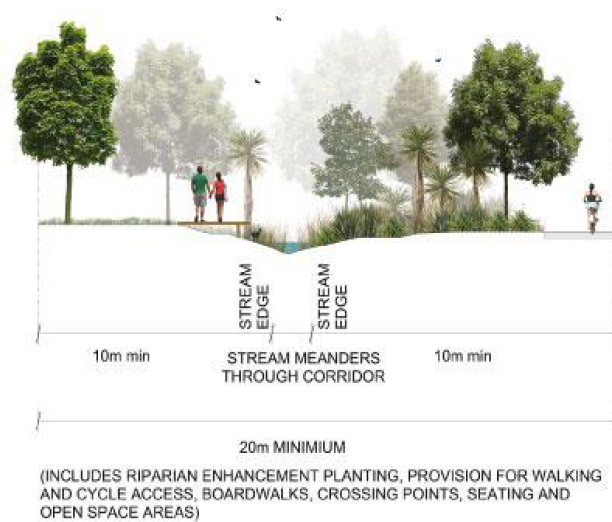 STREAM
EDGE
STREAM
EDGE
10m min
STREAM MEANDERS
THROUGH CORRIDOR
10m min
20m MINIMIUM
(INCLUDES RIPARIAN ENHANCEMENT PLANTING, PROVISION FOR WALKING
AND CYCLE ACCESS, BOARDWALKS, CROSSING POINTS, SEATING AND
OPEN SPACE AREAS)